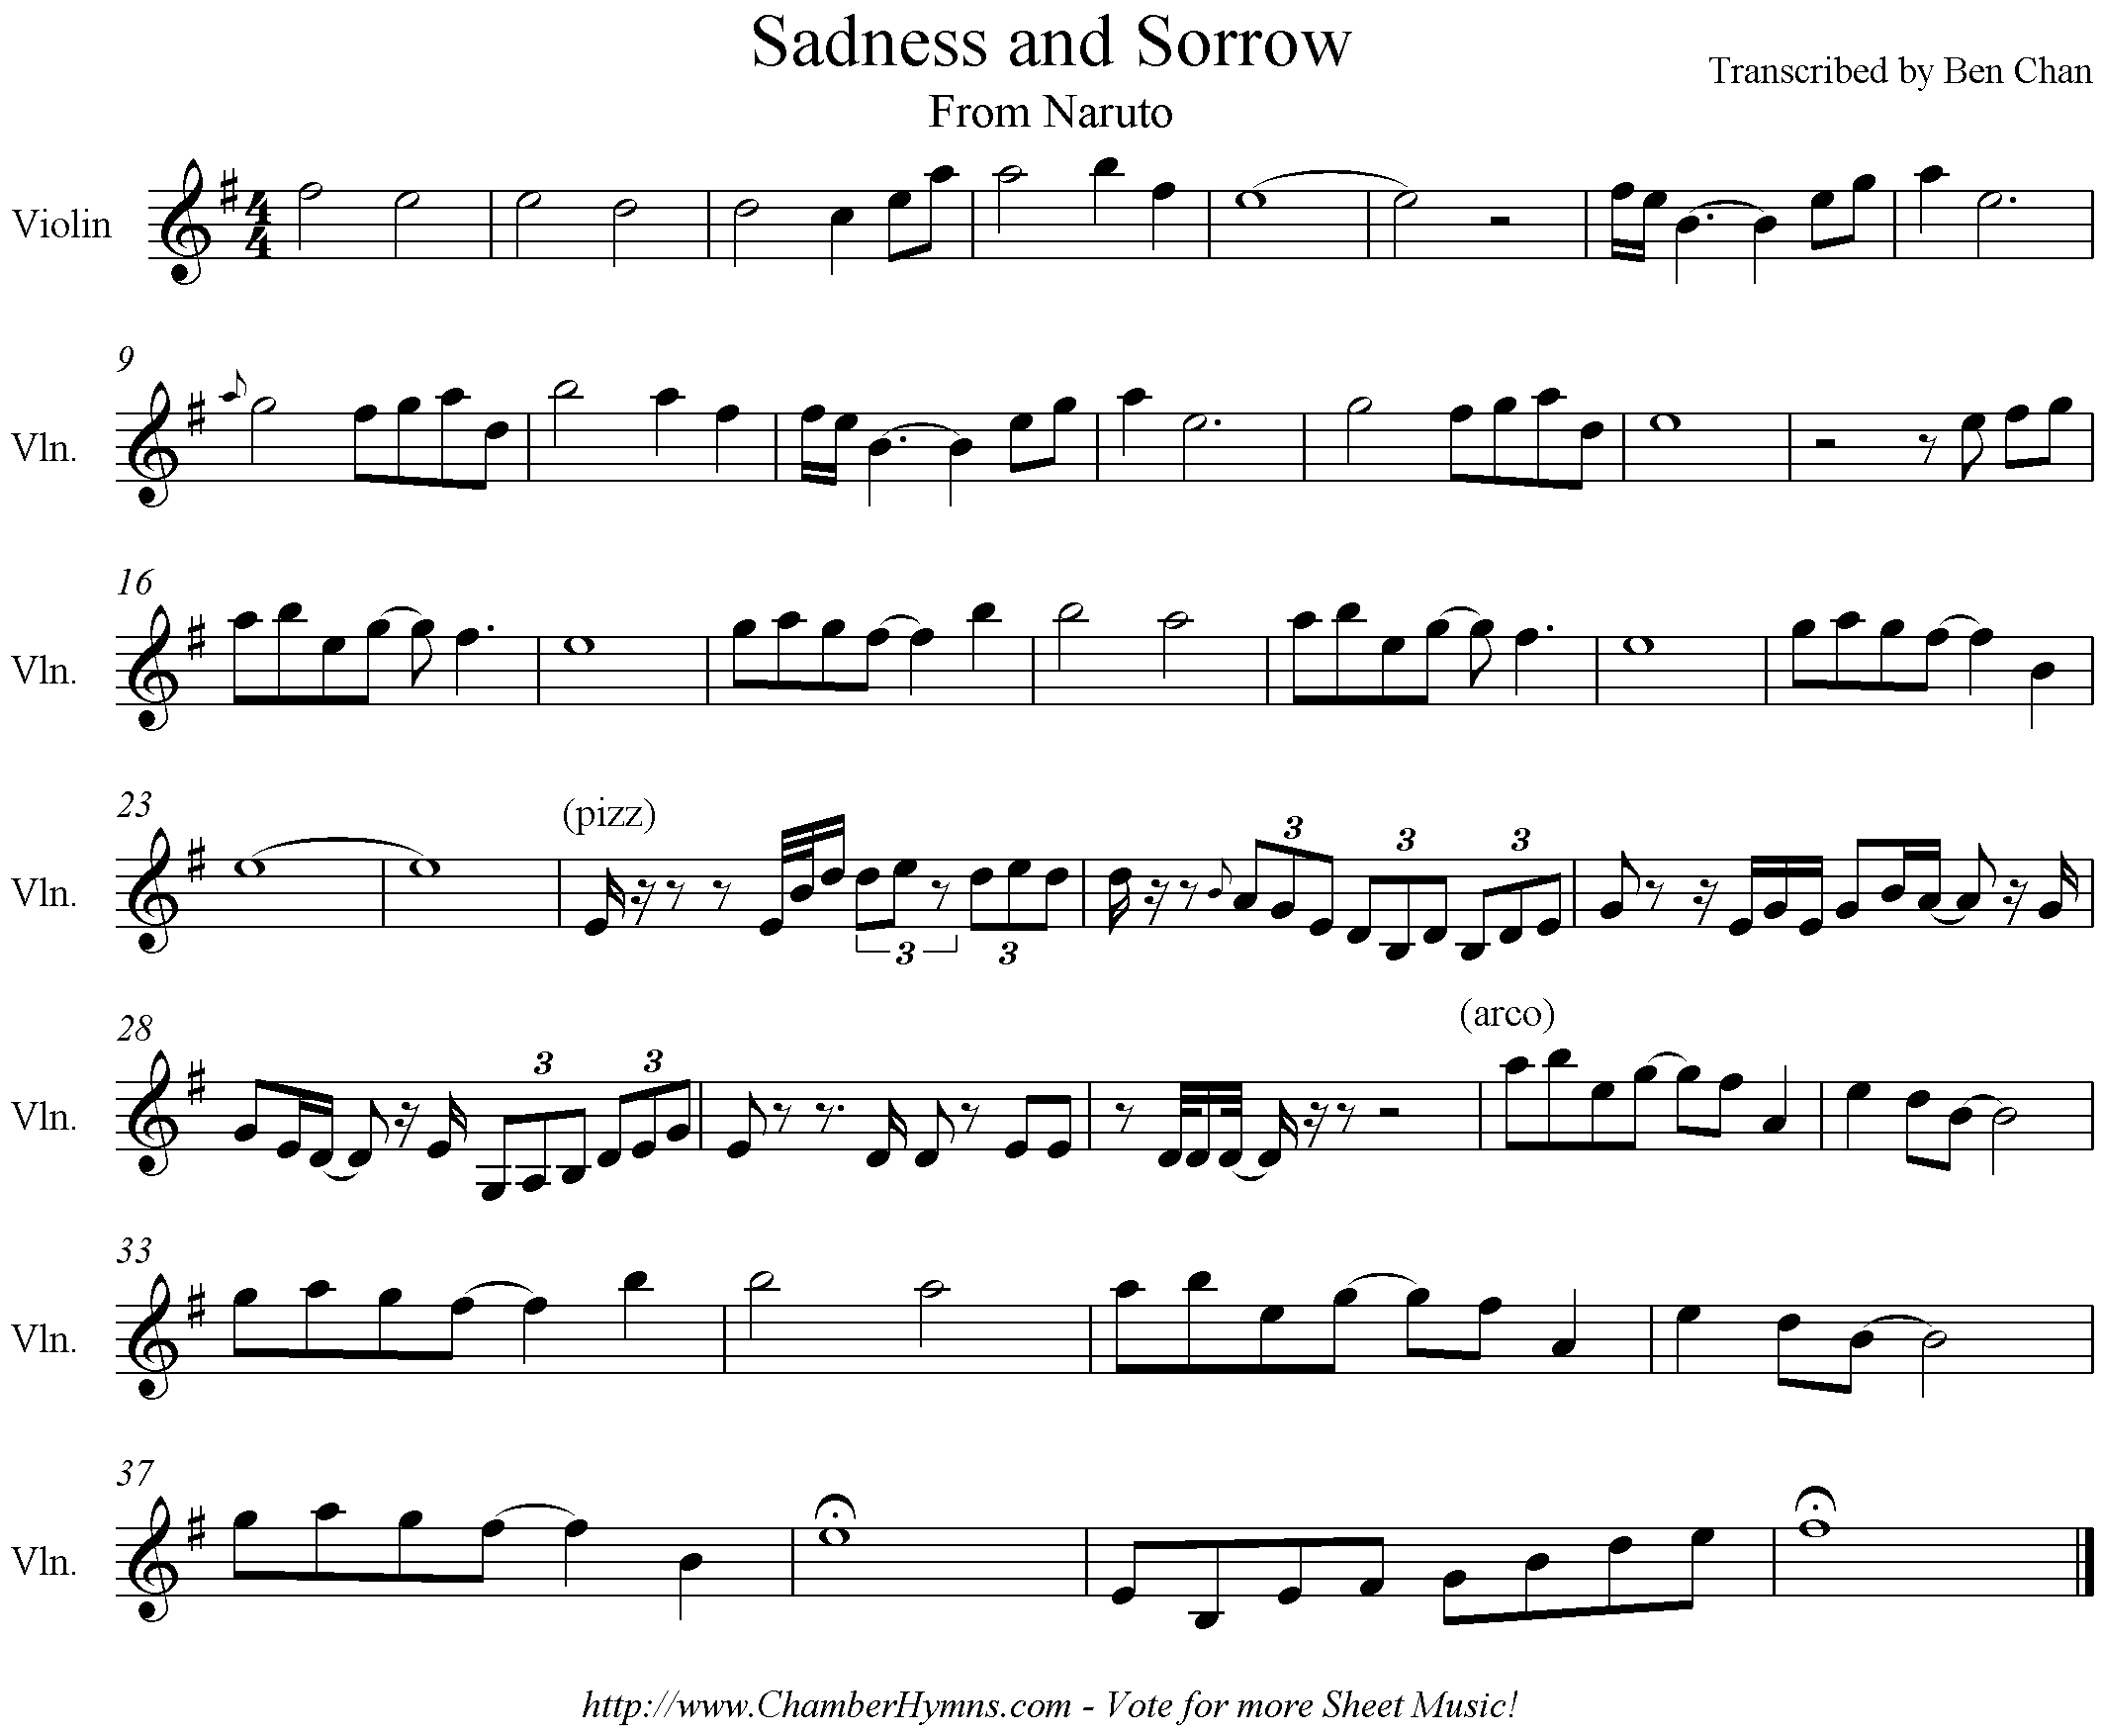 Sadness and Sorrow
Transcribed by Ben Chan
From Naruto
Violin
4
4
9
Vln.
16
Vln.
23
(pizz)
3 3 3
Vln.
3 3
28
(arco)
3 3
Vln.
33
Vln.
37
Vln.
http://www.ChamberHymns.com - Vote for more Sheet Music!